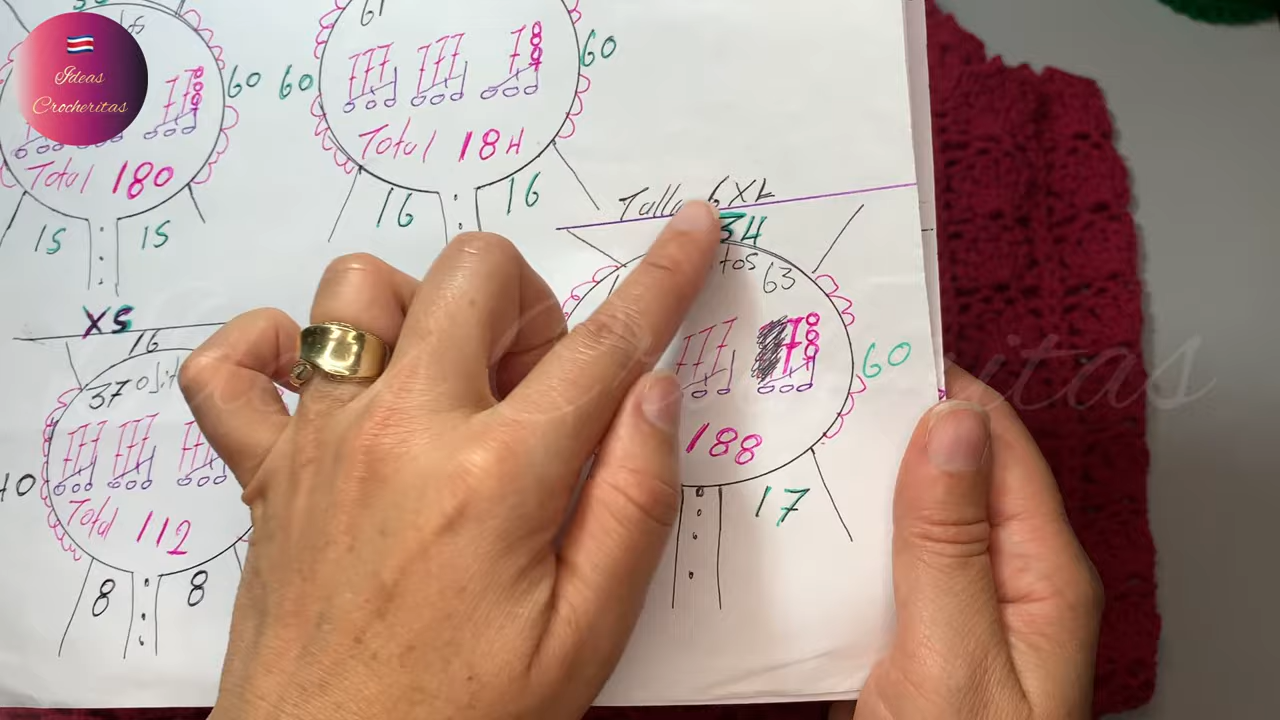 Ideas
Crocheritas
60
Total 180
15
15
61
60
60
Total 184
16
16
Talla 6XL
34
tos 63
60
188
17
XS
16
37
40
Total 112
8
8